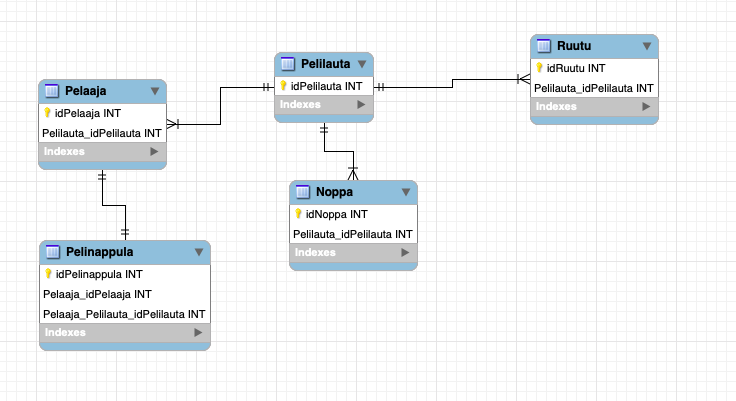 Pelaaja
idPelaaja INT
Pelilauta_idPelilauta INT
Indexes
Pelilauta
idPelilauta INT
Indexes
Ruutu
idRuutu INT
Pelilauta_idPelilauta INT
Indexes
Noppa
idNoppa INT
Pelilauta_idPelilauta INT
Indexes
Pelinappula
idPelinappula INT
Pelaaja_idPelaaja INT
Pelaaja_Pelilauta_idPelilauta INT
Indexes